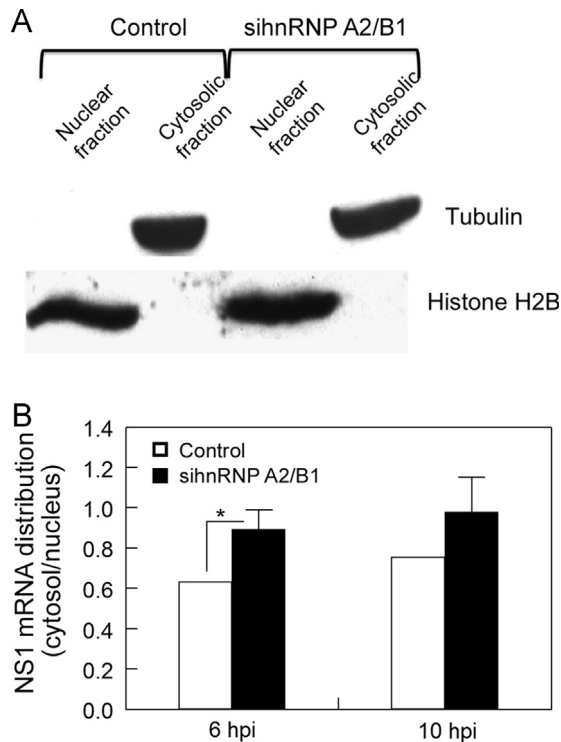 A
Control
sihnRNP A2/B1
Nuclear
fraction
Cytosolic
fraction
Nuclear
fraction
Cytosolic
fraction
Tubulin
Histone H2B
B
NS1 mRNA distribution
(cytosol/nucleus)
1.4
1.2
1.0
0.8
0.6
0.4
0.2
0.0
Control
sihnRNP A2/B1
*
6 hpi
10 hpi